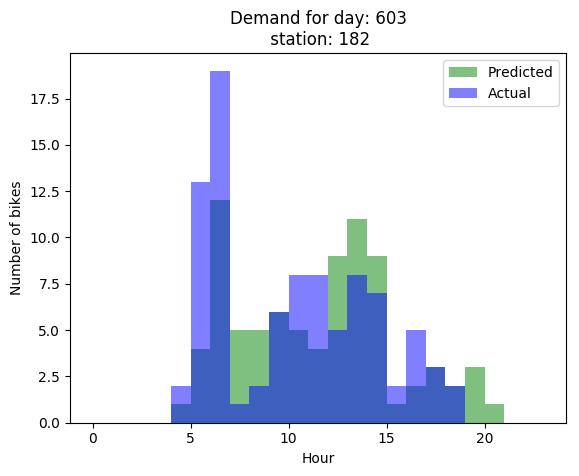 Demand for day: 603
station: 182
Predicted
Actual
Number of bikes
17.5
15.0
12.5
10.0
7.5
5.0
2.5
0.0
0
5
10
15
20
Hour